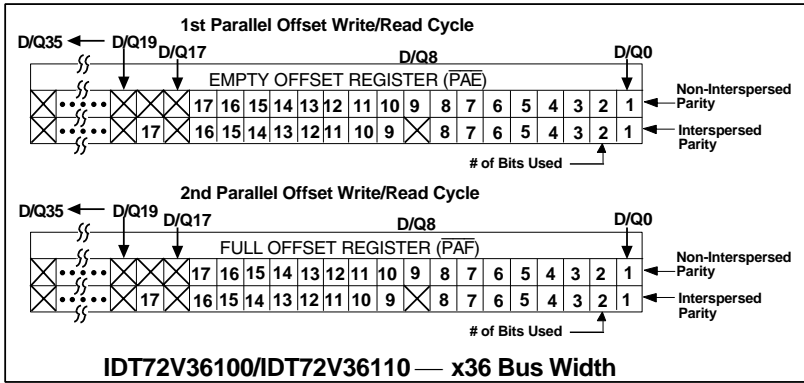 1st Parallel Offset Write/Read Cycle
D/Q35 D/Q19 D/Q17 D/Q8 D/Q0
EMPTY OFFSET REGISTER (PAE)
17 16 15 14 13 12 11 10 9 8 7 6 5 4 3 2 1 Non-Interspersed Parity
17 16 15 14 13 12 11 10 9 8 7 6 5 4 3 2 1 Interspersed Parity
# of Bits Used
2nd Parallel Offset Write/Read Cycle
D/Q35 D/Q19 D/Q17 D/Q8 D/Q0
FULL OFFSET REGISTER (PAF)
17 16 15 14 13 12 11 10 9 8 7 6 5 4 3 2 1 Non-Interspersed Parity
17 16 15 14 13 12 11 10 9 8 7 6 5 4 3 2 1 Interspersed Parity
# of Bits Used
IDT72V36100/IDT72V36110 — x36 Bus Width